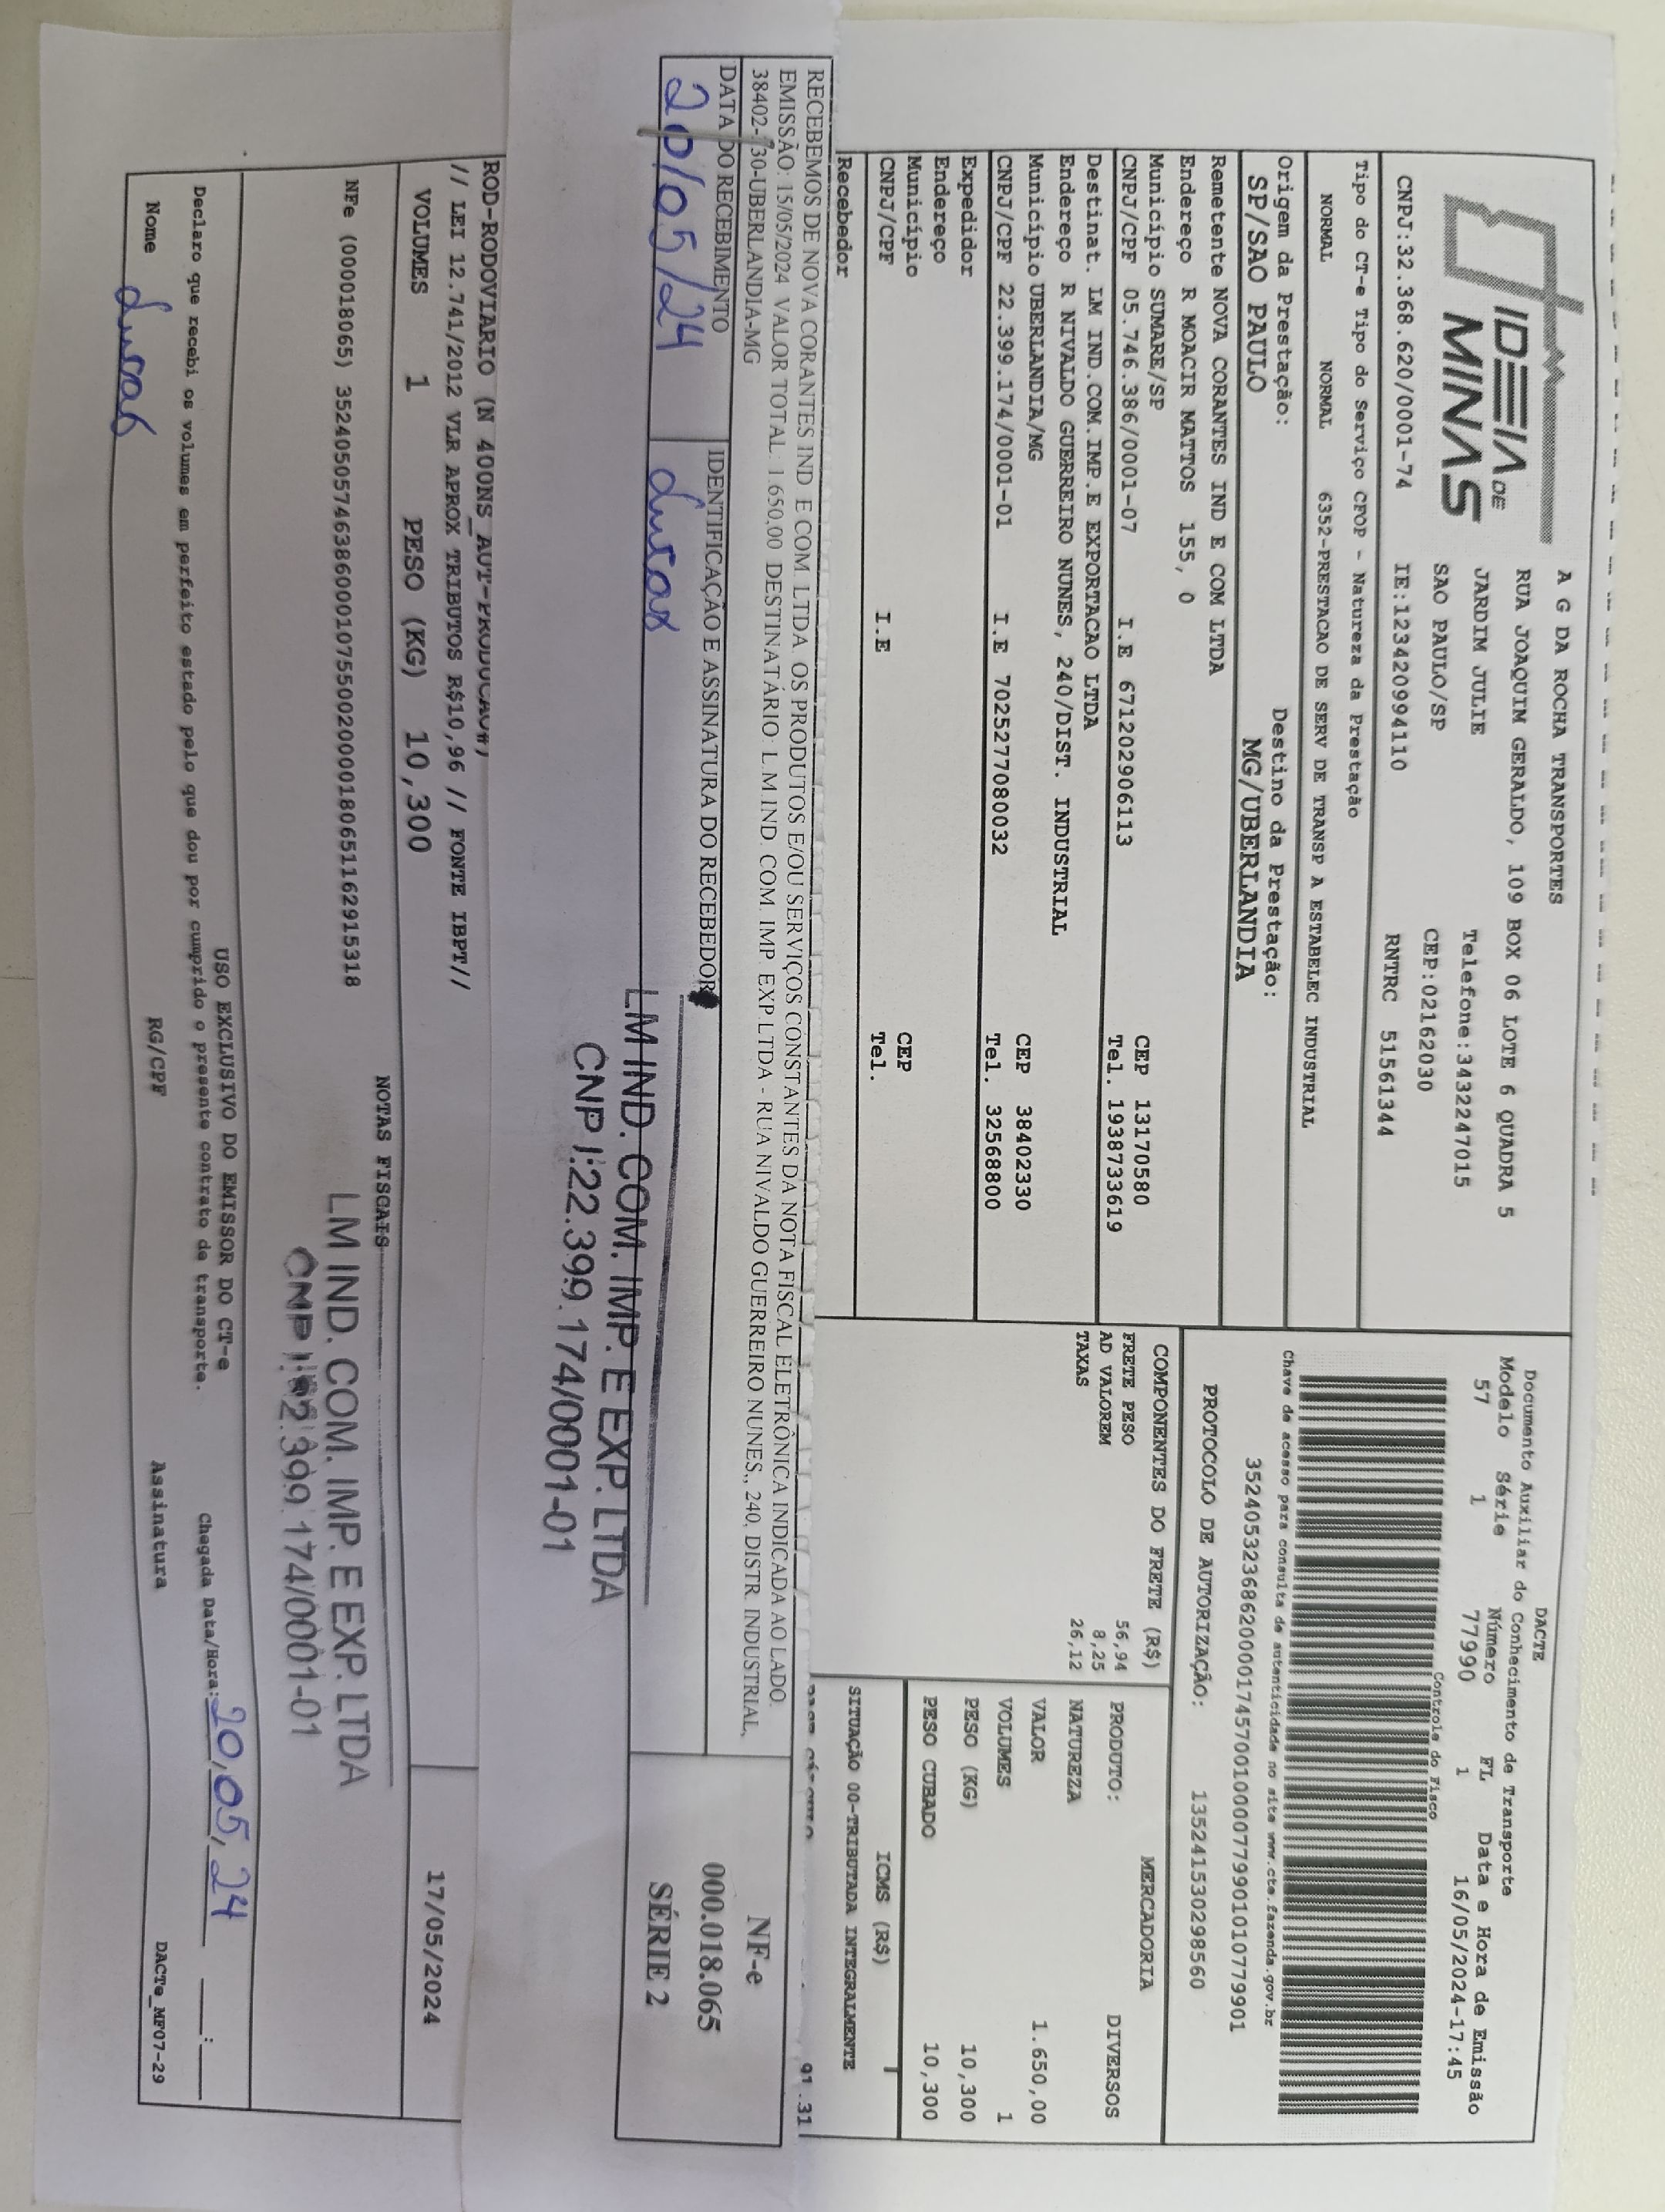 IDEIA DE
MINAS
A G DA ROCHA TRANSPORTES
RUA JOAQUIM GERALDO, 109 BOX 06 LOTE 6 QUADRA 5
JARDIM JULIE Telefone:3432247015
SAO PAULO/SP CEP:02162030
CNPJ:32.368.620/0001-74 IE:123420994110 RNTRC 51561344
Tipo do CT-e Tipo do Serviço CFOP - Natureza da Prestação
NORMAL NORMAL 6352-PRESTACAO DE SERV DE TRANSP A ESTABELEC INDUSTRIAL
Origem da Prestação: Destino da Prestação:
SP/SAO PAULO MG/UBERLANDIA
Remetente NOVA CORANTES IND E COM LTDA
Endereço R MOACIR MATTOS 155, 0
Município SUMARE/SP CEP 13170580
CNPJ/CPF 05.746.386/0001-07 I.E 671202906113 Tel. 1938733619
Destinat. LM IND.COM.IMP.E EXPORTACAO LTDA
Endereço R NIVALDO GUERREIRO NUNES, 240/DIST. INDUSTRIAL
Município UBERLANDIA/MG CEP 38402330
CNPJ/CPF 22.399.174/0001-01 I.E 7025277080032 Tel. 32568800
Expedidor
Endereço
Município CEP
CNPJ/CPF I.E Tel.
Recebedor
DACTE
Documento Auxiliar do Conhecimento de Transporte
Modelo Série Número FL Data e Hora de Emissão
57 1 77990 1 16/05/2024-17:45
Controle do Fisco
Chave de acesso para consulta de autenticidade no site www.cte.fazenda.gov.br
35240532368620000174570010000779901010779901
PROTOCOLO DE AUTORIZAÇÃO: 135241530298560
COMPONENTES DO FRETE (R$)
FRETE PESO 56,94
AD VALOREM 8,25
TAXAS 26,12
MERCADORIA
PRODUTO: DIVERSOS
NATUREZA
VALOR 1.650,00
VOLUMES 1
PESO (KG) 10,300
PESO CUBADO 10,300
ICMS (R$)
SITUAÇÃO 00-TRIBUTADA INTEGRALMENTE
91,31
RECEBEMOS DE NOVA CORANTES IND E COM LTDA OS PRODUTOS E/OU SERVIÇOS CONSTANTES DA NOTA FISCAL ELETRÔNICA INDICADA AO LADO.
EMISSÃO: 15/05/2024 VALOR TOTAL: 1.650,00 DESTINATÁRIO: L.M.IND. COM. IMP. EXP.LTDA - RUA NIVALDO GUERREIRO NUNES,, 240, DISTR. INDUSTRIAL,
38402-330-UBERLANDIA-MG
DATA DO RECEBIMENTO IDENTIFICAÇÃO E ASSINATURA DO RECEBEDOR
20/05/24 Lucas
NF-e
000.018.065
SÉRIE 2
LM IND. COM. IMP. E EXP. LTDA
CNPJ:22.399.174/0001-01
ROD-RODOVIARIO (N 400NS_AUT-PRODUCAO#)
// LEI 12.741/2012 VLR APROX TRIBUTOS R$10,96 // FONTE IBPT//
VOLUMES 1 PESO (KG) 10,300 17/05/2024
NOTAS FISCAIS
NFe (000018065) 35240505746386000107550020000180651162915318
LM IND. COM. IMP. E EXP. LTDA
CNPJ:22.399.174/0001-01
USO EXCLUSIVO DO EMISSOR DO CT-e
Declaro que recebi os volumes em perfeito estado pelo que dou por cumprido o presente contrato de transporte. Chegada Data/Hora: 20,05,24 __:__
Nome Lucas RG/CPF Assinatura DACTe_MF07-29